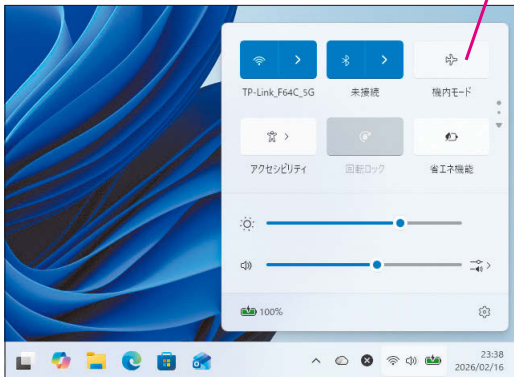 TP-Link_F64C_5G
未接続
機内モード
アクセシビリティ
回転ロック
省エネ機能
100%
23:38
2026/02/16